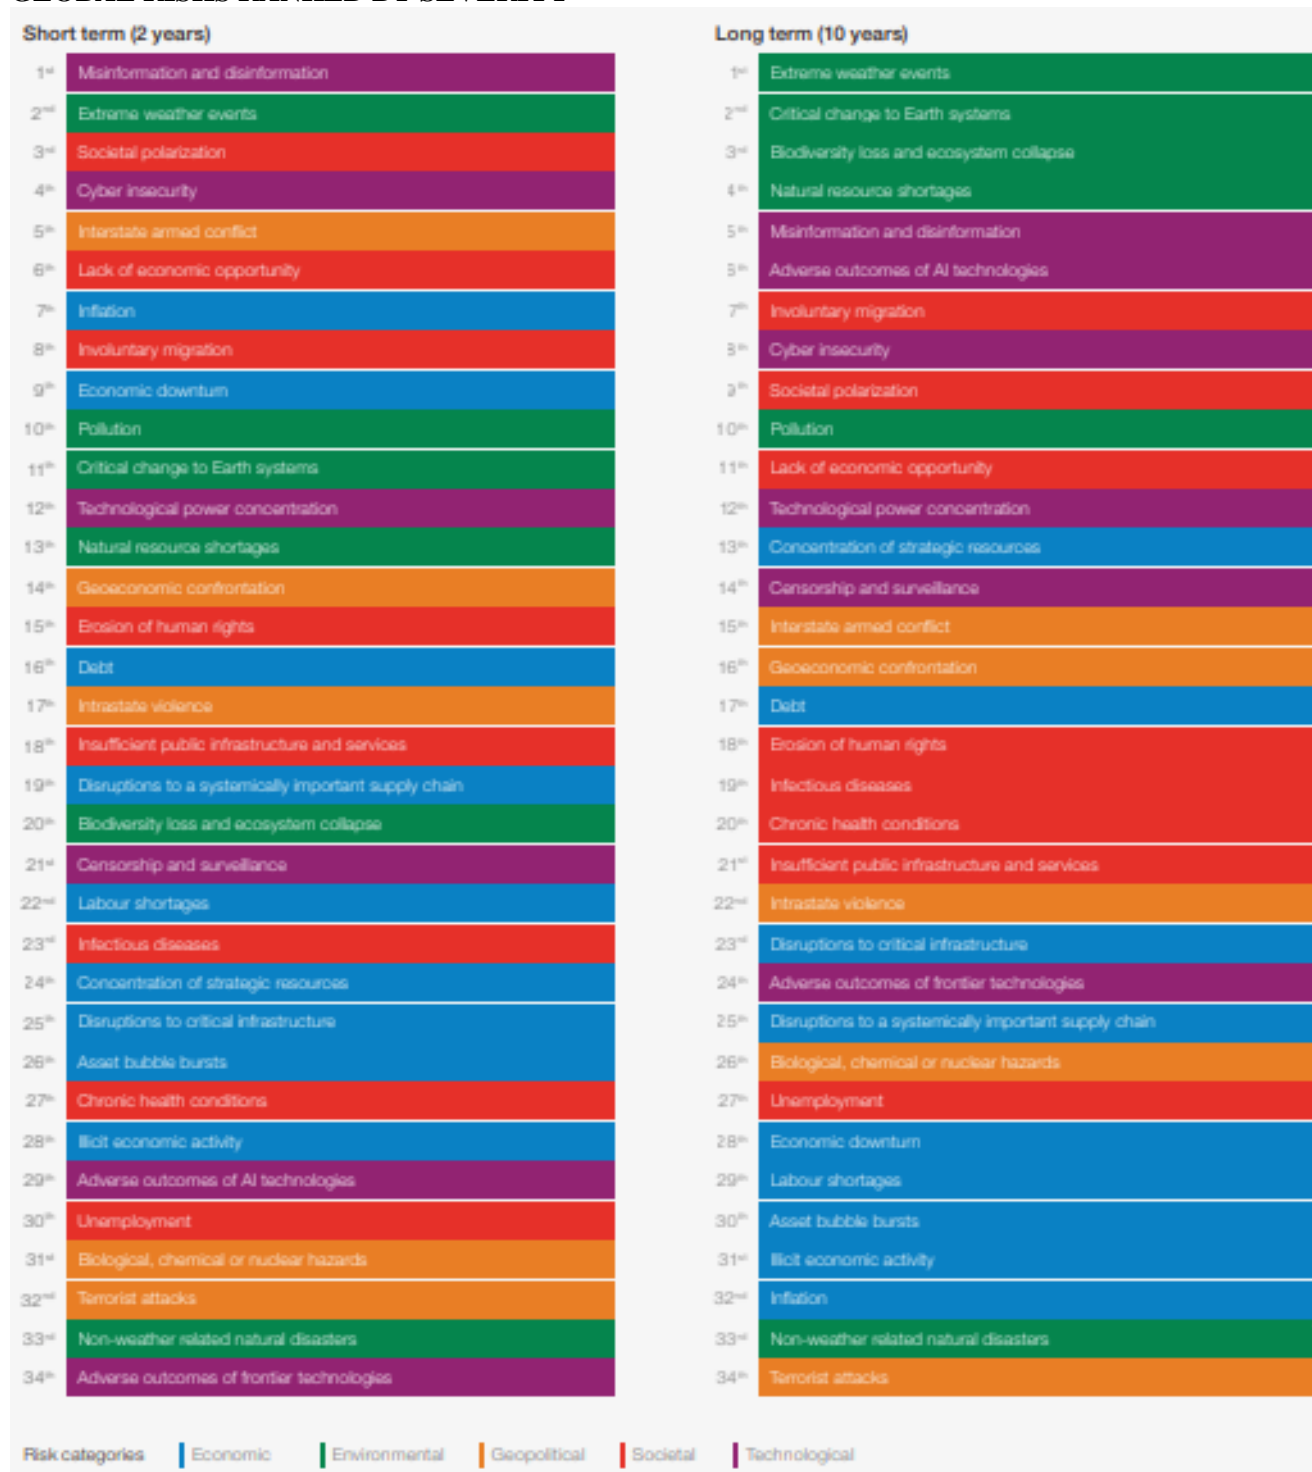 GLOBAL RISKS RANKED BY SEVERITY
Short term (2 years)
1st Misinformation and disinformation
2nd Extreme weather events
3rd Societal polarization
4th Cyber insecurity
5th Interstate armed conflict
6th Lack of economic opportunity
7th Inflation
8th Involuntary migration
9th Economic downturn
10th Pollution
11th Critical change to Earth systems
12th Technological power concentration
13th Natural resource shortages
14th Geoeconomic confrontation
15th Erosion of human rights
16th Debt
17th Intrastate violence
18th Insufficient public infrastructure and services
19th Disruptions to a systemically important supply chain
20th Biodiversity loss and ecosystem collapse
21st Censorship and surveillance
22nd Labour shortages
23rd Infectious diseases
24th Concentration of strategic resources
25th Disruptions to critical infrastructure
26th Asset bubble bursts
27th Chronic health conditions
28th Illicit economic activity
29th Adverse outcomes of AI technologies
30th Unemployment
31st Biological, chemical or nuclear hazards
32nd Terrorist attacks
33rd Non-weather related natural disasters
34th Adverse outcomes of frontier technologies
Long term (10 years)
1st Extreme weather events
2nd Critical change to Earth systems
3rd Biodiversity loss and ecosystem collapse
4th Natural resource shortages
5th Misinformation and disinformation
6th Adverse outcomes of AI technologies
7th Involuntary migration
8th Cyber insecurity
9th Societal polarization
10th Pollution
11th Lack of economic opportunity
12th Technological power concentration
13th Concentration of strategic resources
14th Censorship and surveillance
15th Interstate armed conflict
16th Geoeconomic confrontation
17th Debt
18th Erosion of human rights
19th Infectious diseases
20th Chronic health conditions
21st Insufficient public infrastructure and services
22nd Intrastate violence
23rd Disruptions to critical infrastructure
24th Adverse outcomes of frontier technologies
25th Disruptions to a systemically important supply chain
26th Biological, chemical or nuclear hazards
27th Unemployment
28th Economic downturn
29th Labour shortages
30th Asset bubble bursts
31st Illicit economic activity
32nd Inflation
33rd Non-weather related natural disasters
34th Terrorist attacks
Risk categories Economic Environmental Geopolitical Societal Technological